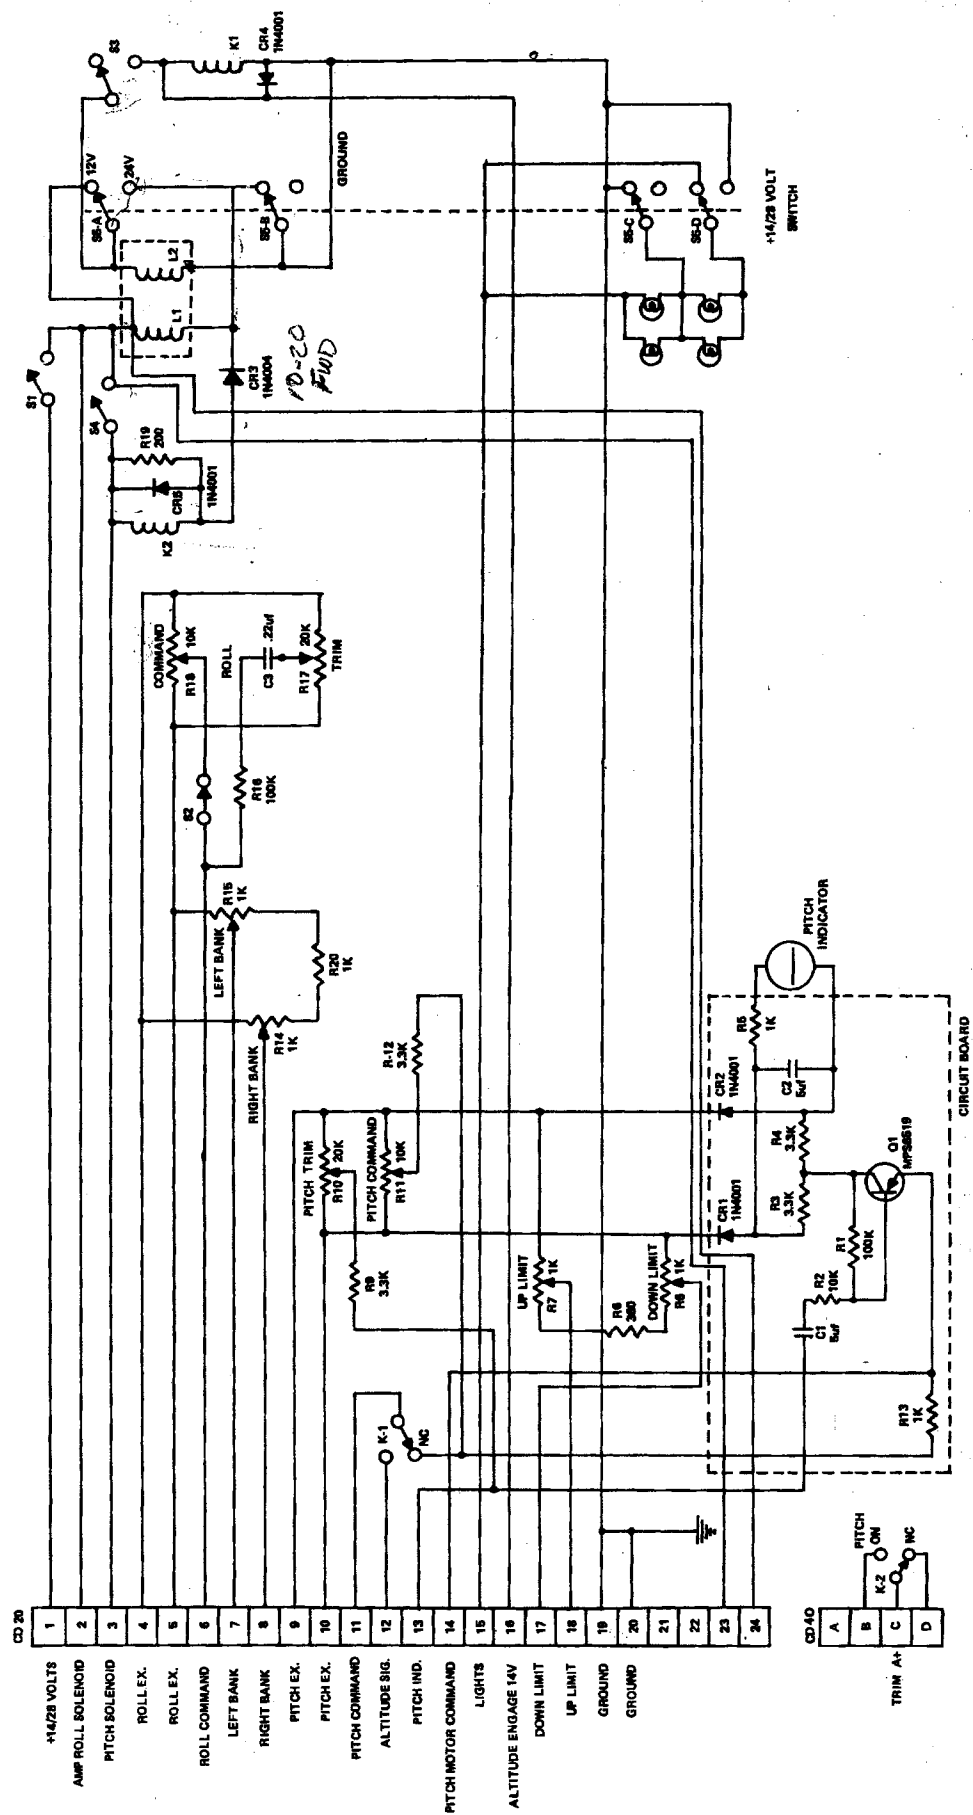 CD 20
1
2
3
4
5
6
7
8
9
10
11
12
13
14
15
16
17
18
19
20
21
22
23
24
+14/28 VOLTS
AMP ROLL SOLENOID
PITCH SOLENOID
ROLL EX.
ROLL EX.
ROLL COMMAND
LEFT BANK
RIGHT BANK
PITCH EX.
PITCH EX.
PITCH COMMAND
ALTITUDE SIG.
PITCH IND.
PITCH MOTOR COMMAND
LIGHTS
ALTITUDE ENGAGE 14V
DOWN LIMIT
UP LIMIT
GROUND
GROUND
CD 40
A
B
C
D
TRIM A+
PITCH
ON
K-2
NC
S1
S4
R19
200
CR5
1N4001
K2
L1
L2
CR3
1N4004
PD-20
FWD
S5-A
12V
24V
S5-B
S3
K1
CR4
1N4001
GROUND
S5-C
S5-D
+14/28 VOLT
SWITCH
COMMAND
R18
10K
ROLL
C3
.22uf
R17
20K
TRIM
S2
R16
100K
R15
1K
LEFT BANK
R20
1K
RIGHT BANK
R14
1K
R-12
3.3K
PITCH TRIM
R10
20K
PITCH COMMAND
R11
10K
R9
3.3K
K-1
NC
UP LIMIT
R7
1K
R6
360
DOWN LIMIT
R8
1K
PITCH
INDICATOR
R5
1K
C2
5uf
CR2
1N4001
R4
3.3K
Q1
MPS6519
CR1
1N4001
R3
3.3K
R1
100K
R2
10K
C1
5uf
R13
1K
CIRCUIT BOARD